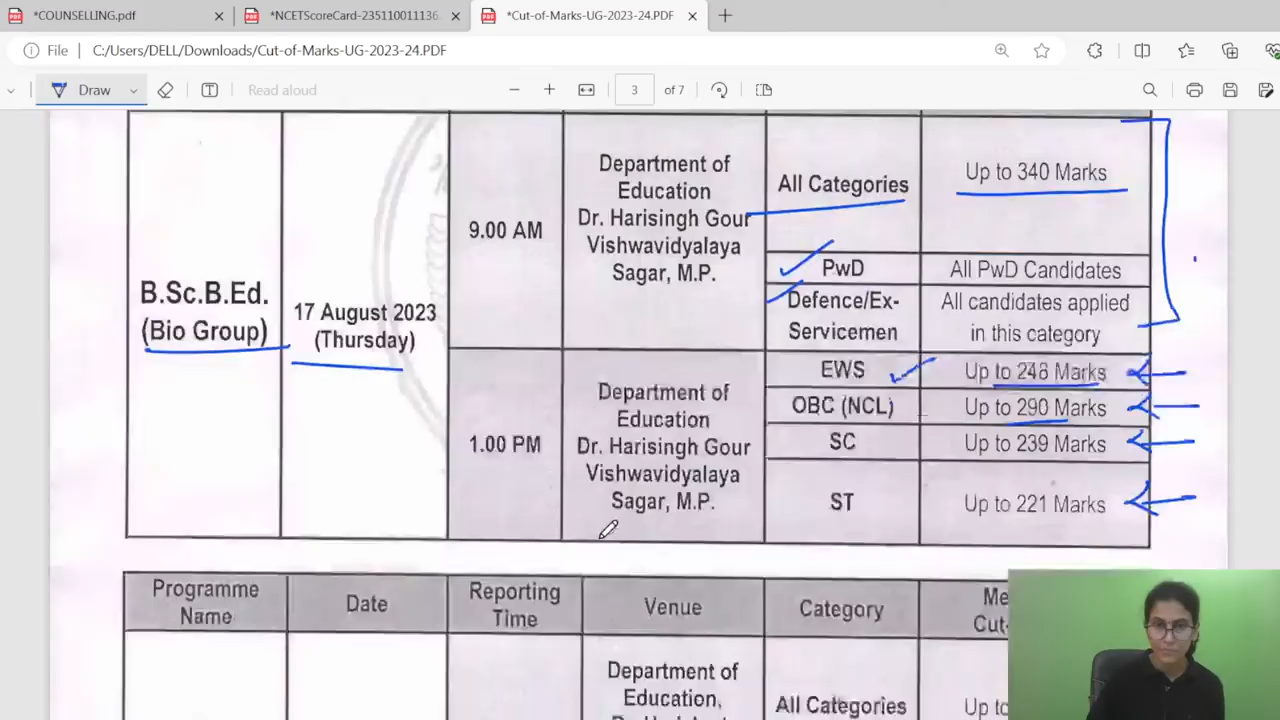 *COUNSELLING.pdf
*NCETScoreCard-235110011136.
*Cut-of-Marks-UG-2023-24.PDF
File
C:/Users/DELL/Downloads/Cut-of-Marks-UG-2023-24.PDF
Draw
Read aloud
3
of 7
B.Sc.B.Ed.
(Bio Group)
17 August 2023
(Thursday)
9.00 AM
Department of
Education
Dr. Harisingh Gour
Vishwavidyalaya
Sagar, M.P.
All Categories
Up to 340 Marks
PwD
All PwD Candidates
Defence/Ex-
Servicemen
All candidates applied
in this category
1.00 PM
Department of
Education
Dr. Harisingh Gour
Vishwavidyalaya
Sagar, M.P.
EWS
Up to 248 Marks
OBC (NCL)
Up to 290 Marks
SC
Up to 239 Marks
ST
Up to 221 Marks
Programme
Name
Date
Reporting
Time
Venue
Category
Department of
Education,
All Categories